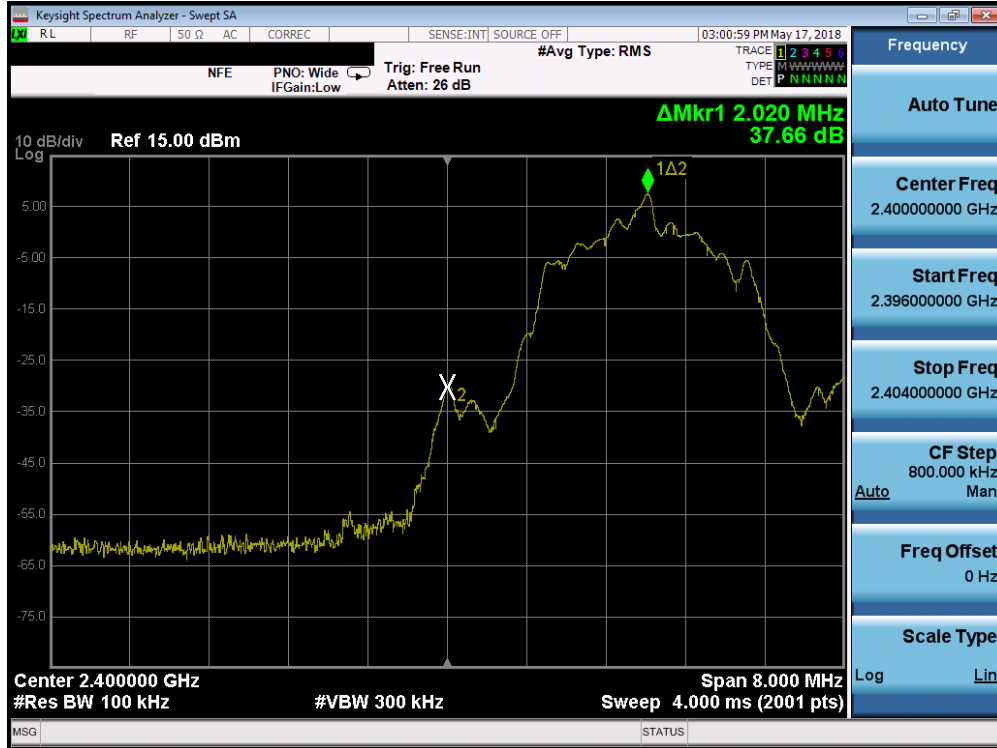 Keysight Spectrum Analyzer - Swept SA
LXI RL RF 50 Ω AC CORREC SENSE:INT SOURCE OFF 03:00:59 PM May 17, 2018
Frequency
#Avg Type: RMS TRACE 1 2 3 4 5 6
NFE PNO: Wide Trig: Free Run TYPE M WWWWW
IFGain:Low Atten: 26 dB DET P N N N N N
Auto Tune
ΔMkr1 2.020 MHz
37.66 dB
10 dB/div Ref 15.00 dBm
Log
1Δ2
5.00
-5.00
-15.0
-25.0
-35.0
-45.0
-55.0
-65.0
-75.0
X2
Center Freq
2.400000000 GHz
Start Freq
2.396000000 GHz
Stop Freq
2.404000000 GHz
CF Step
800.000 kHz
Auto Man
Freq Offset
0 Hz
Scale Type
Log Lin
Center 2.400000 GHz Span 8.000 MHz
#Res BW 100 kHz #VBW 300 kHz Sweep 4.000 ms (2001 pts)
MSG STATUS